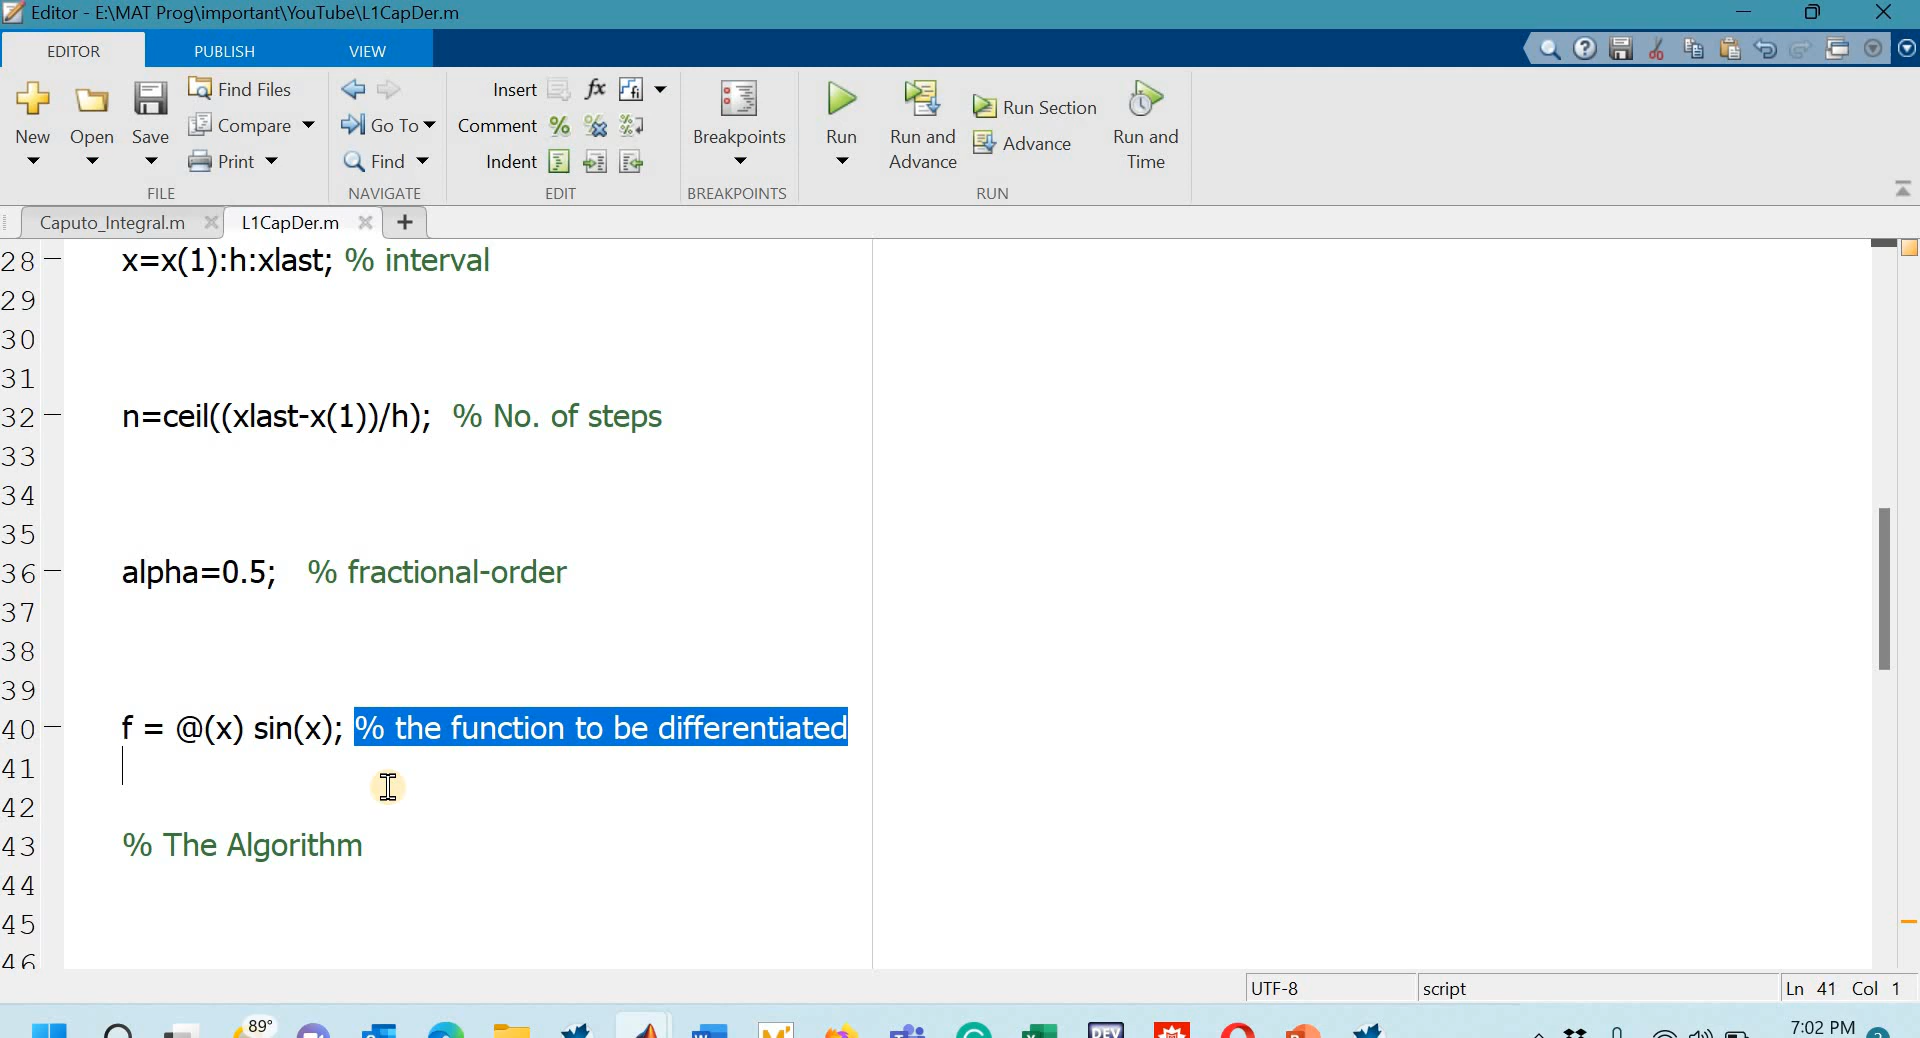 Editor - E:\MAT Prog\important\YouTube\L1CapDer.m
EDITOR PUBLISH VIEW
New Open Save Find Files Compare Print
FILE
Go To Find
NAVIGATE
Insert fx
Comment
Indent
EDIT
Breakpoints
BREAKPOINTS
Run Run and Advance Run Section Advance Run and Time
RUN
Caputo_Integral.m L1CapDer.m
28 x=x(1):h:xlast; % interval
29
30
31
32 n=ceil((xlast-x(1))/h); % No. of steps
33
34
35
36 alpha=0.5; % fractional-order
37
38
39
40 f = @(x) sin(x); % the function to be differentiated
41
42
43 % The Algorithm
44
45
46
UTF-8 script Ln 41 Col 1
89° DEV 7:02 PM